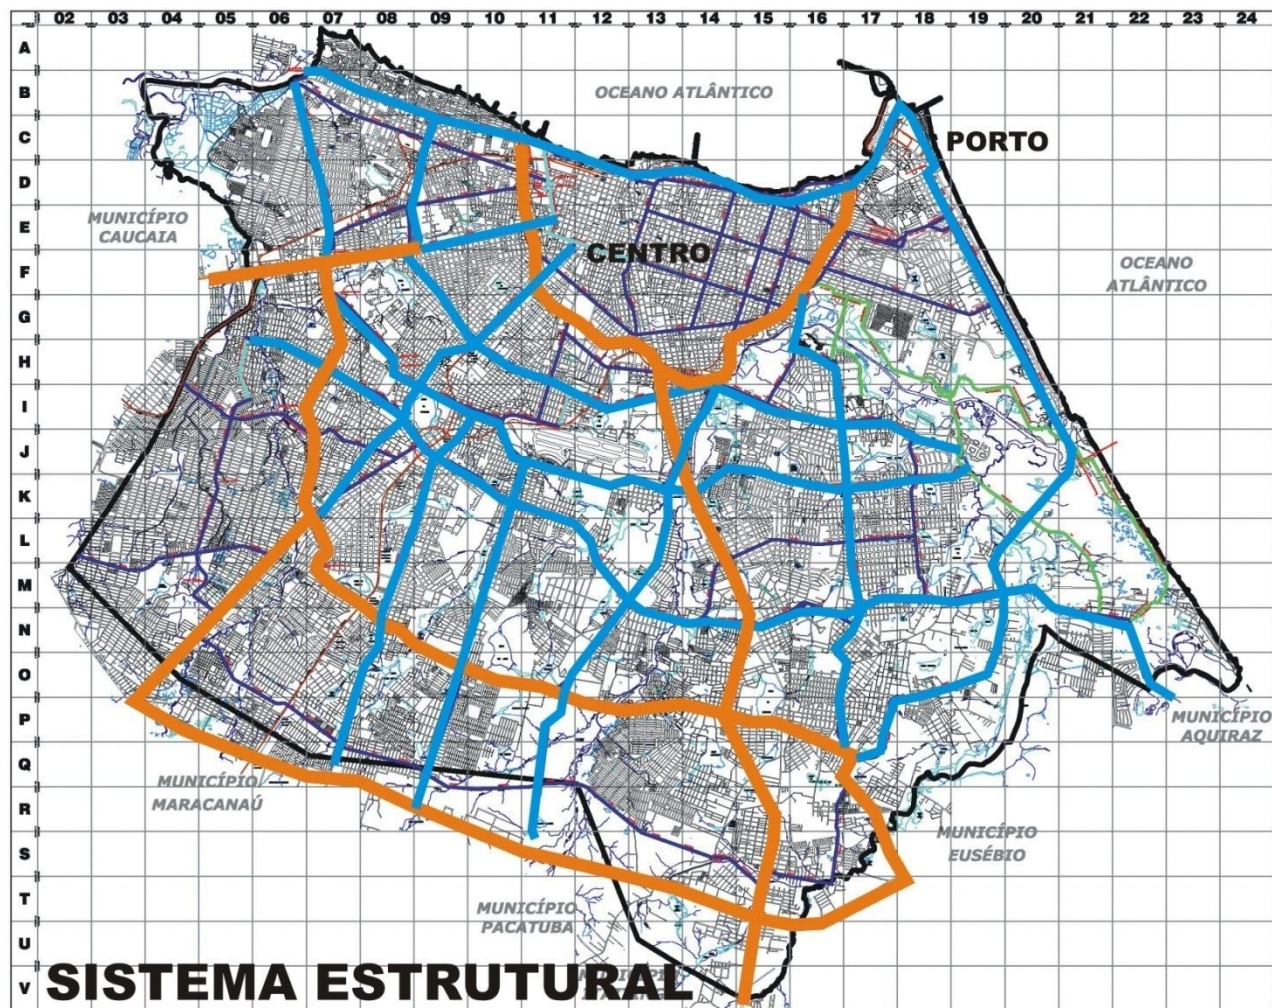 02 03 04 05 06 07 08 09 10 11 12 13 14 15 16 17 18 19 20 21 22 23 24
A
B
OCEANO ATLÂNTICO
C
PORTO
D
MUNICÍPIO
CAUCAIA
E
CENTRO
F
OCEANO
ATLÂNTICO
G
H
I
J
K
L
M
N
O
P
MUNICÍPIO
AQUIRAZ
Q
MUNICÍPIO
MARACANAÚ
R
MUNICÍPIO
EUSÉBIO
S
T
MUNICÍPIO
PACATUBA
U
V
SISTEMA ESTRUTURAL